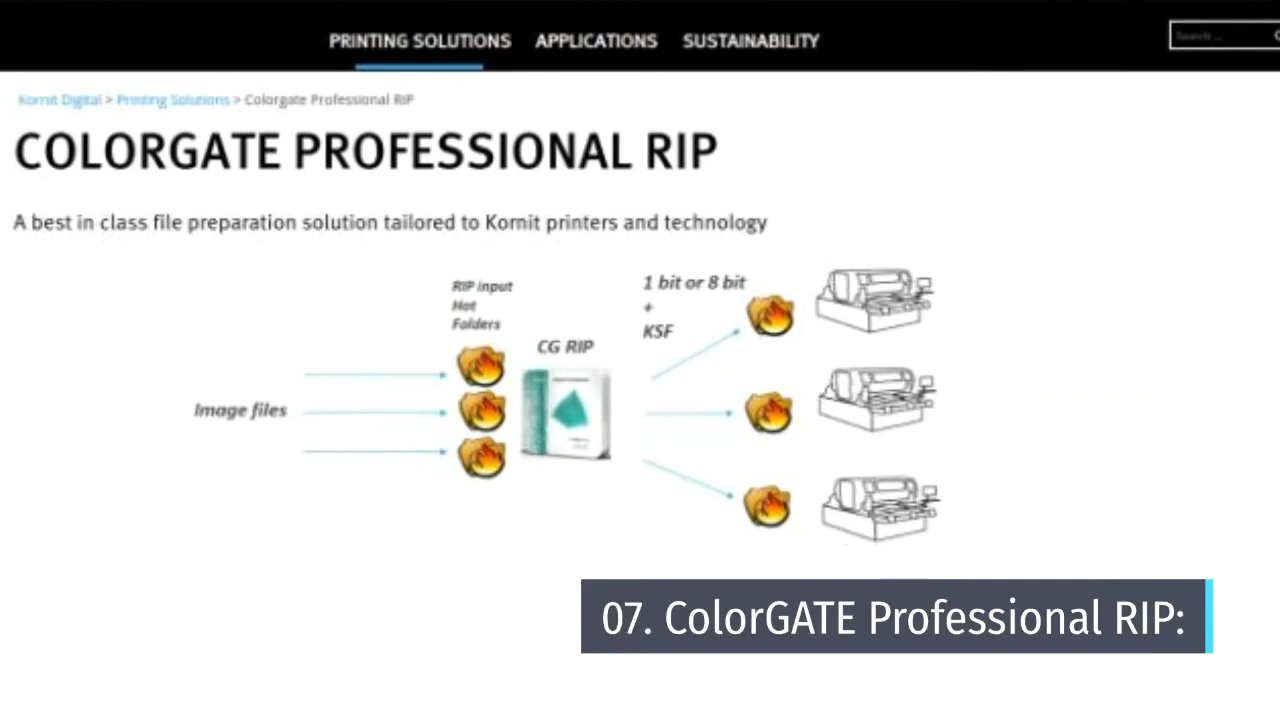 PRINTING SOLUTIONS APPLICATIONS SUSTAINABILITY
Search ...
Kornit Digital > Printing Solutions > Colorgate Professional RIP
COLORGATE PROFESSIONAL RIP
A best in class file preparation solution tailored to Kornit printers and technology
RIP input
Hot
Folders
CG RIP
1 bit or 8 bit
+
KSF
Image files
07. ColorGATE Professional RIP: